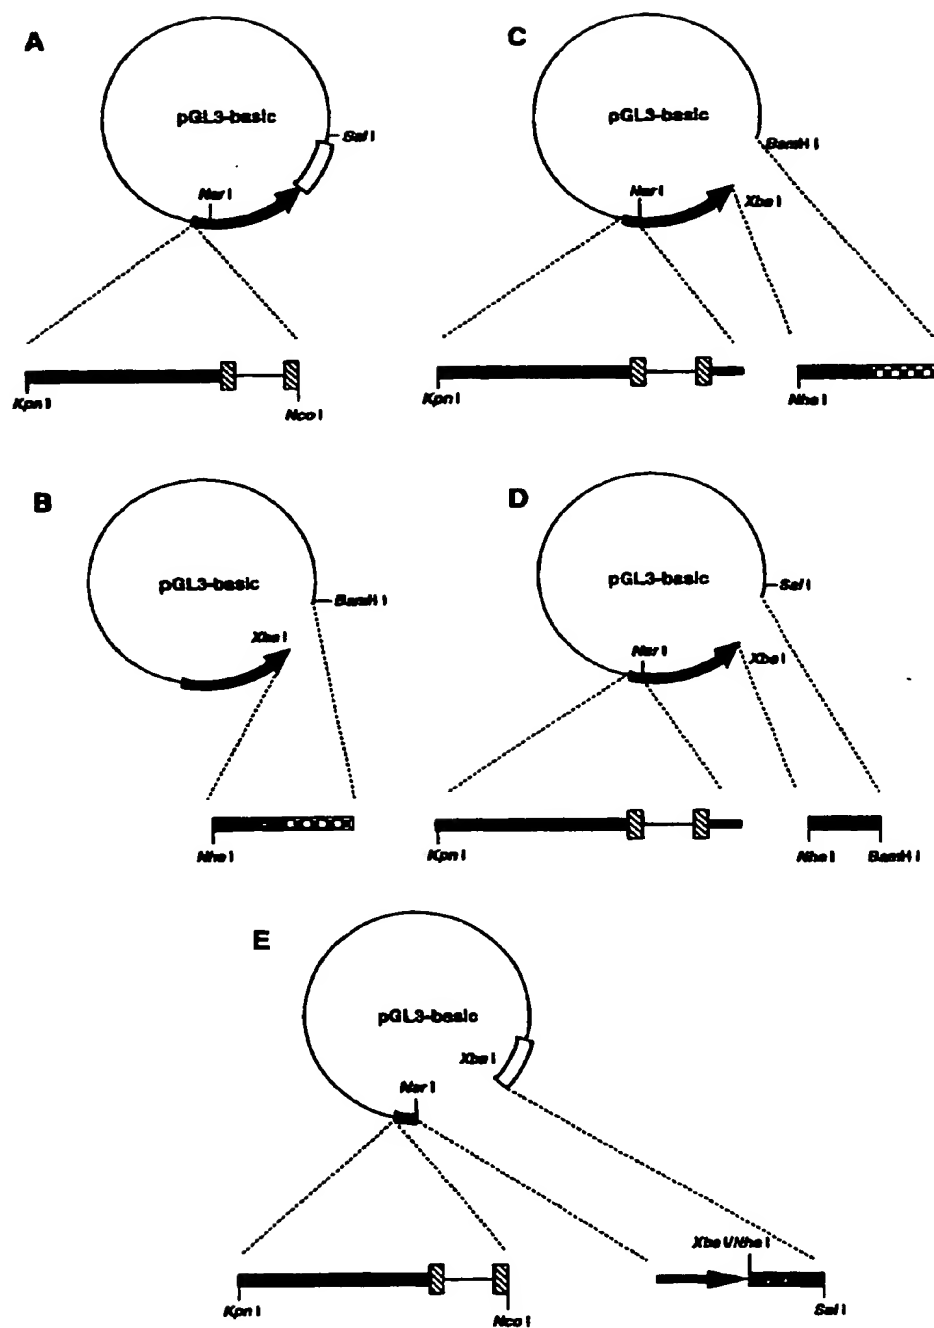 A
pGL3-basic
Sal I
Nar I
Kpn I
Nco I
C
pGL3-basic
BamH I
Nar I
Xba I
Kpn I
Nhe I
B
pGL3-basic
BamH I
Xba I
Nhe I
D
pGL3-basic
Sal I
Nar I
Xba I
Kpn I
Nhe I
BamH I
E
pGL3-basic
Xba I
Nar I
Xba I/Nhe I
Kpn I
Nco I
Sal I